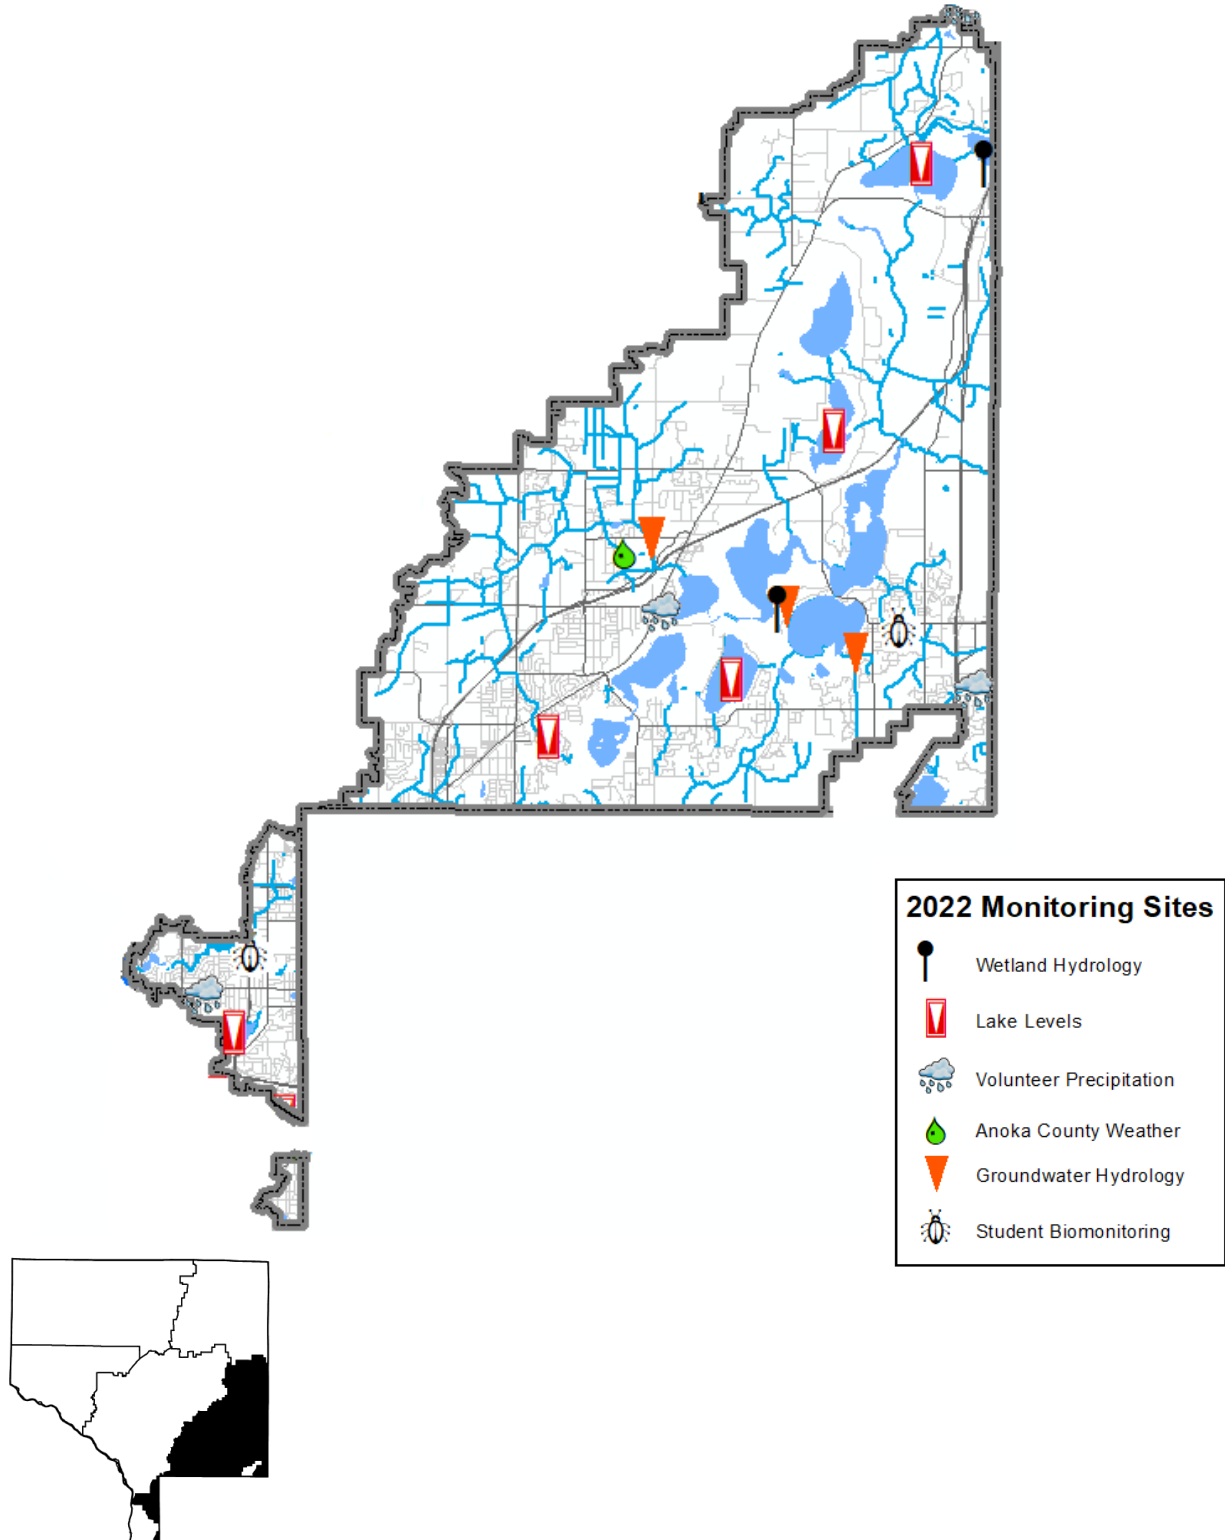 2022 Monitoring Sites
Wetland Hydrology
Lake Levels
Volunteer Precipitation
Anoka County Weather
Groundwater Hydrology
Student Biomonitoring